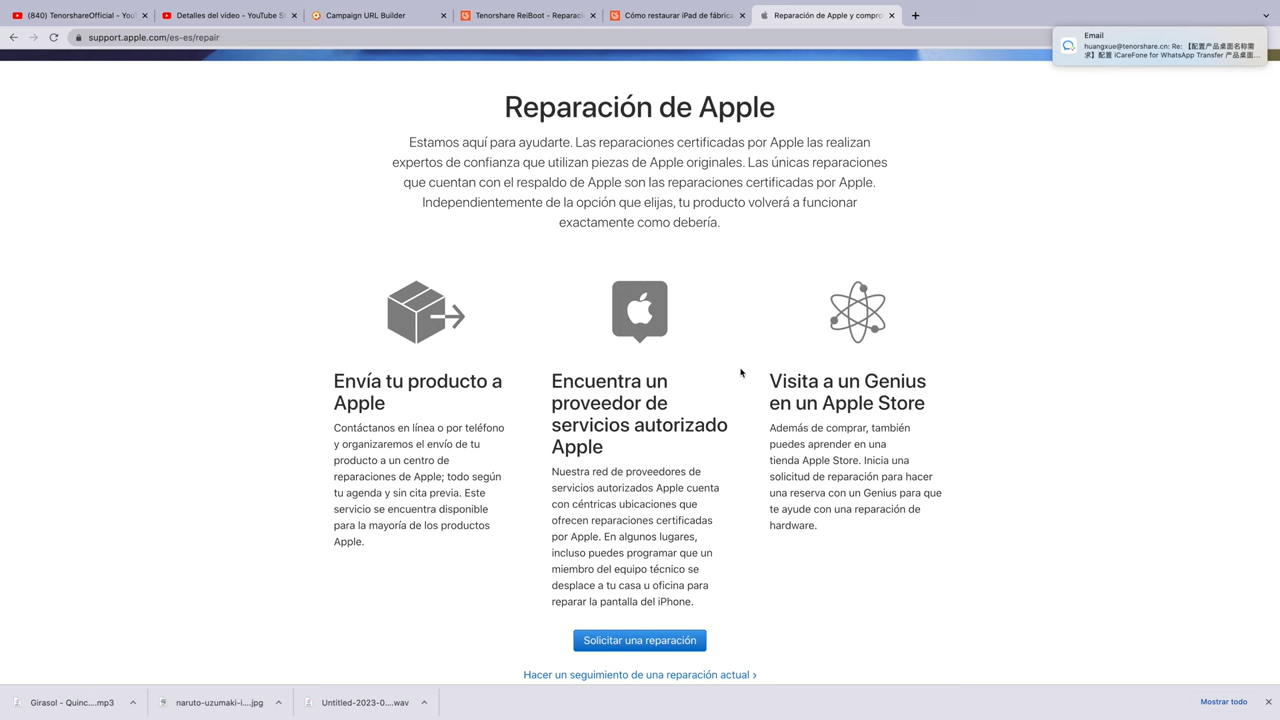 (840) TenorshareOfficial - You
Detalles del vídeo - YouTube S
Campaign URL Builder
Tenorshare ReiBoot - Reparaci
Cómo restaurar iPad de fábrica
Reparación de Apple y compro
support.apple.com/es-es/repair
Email
huangxue@tenorshare.cn: Re: 【配置产品桌面名称需
求】配置 iCareFone for WhatsApp Transfer 产品桌面...
Reparación de Apple
Estamos aquí para ayudarte. Las reparaciones certificadas por Apple las realizan
expertos de confianza que utilizan piezas de Apple originales. Las únicas reparaciones
que cuentan con el respaldo de Apple son las reparaciones certificadas por Apple.
Independientemente de la opción que elijas, tu producto volverá a funcionar
exactamente como debería.
Envía tu producto a
Apple
Contáctanos en línea o por teléfono
y organizaremos el envío de tu
producto a un centro de
reparaciones de Apple; todo según
tu agenda y sin cita previa. Este
servicio se encuentra disponible
para la mayoría de los productos
Apple.
Encuentra un
proveedor de
servicios autorizado
Apple
Nuestra red de proveedores de
servicios autorizados Apple cuenta
con céntricas ubicaciones que
ofrecen reparaciones certificadas
por Apple. En algunos lugares,
incluso puedes programar que un
miembro del equipo técnico se
desplace a tu casa u oficina para
reparar la pantalla del iPhone.
Visita a un Genius
en un Apple Store
Además de comprar, también
puedes aprender en una
tienda Apple Store. Inicia una
solicitud de reparación para hacer
una reserva con un Genius para que
te ayude con una reparación de
hardware.
Solicitar una reparación
Hacer un seguimiento de una reparación actual ›
Girasol - Quinc....mp3
naruto-uzumaki-i....jpg
Untitled-2023-0....wav
Mostrar todo